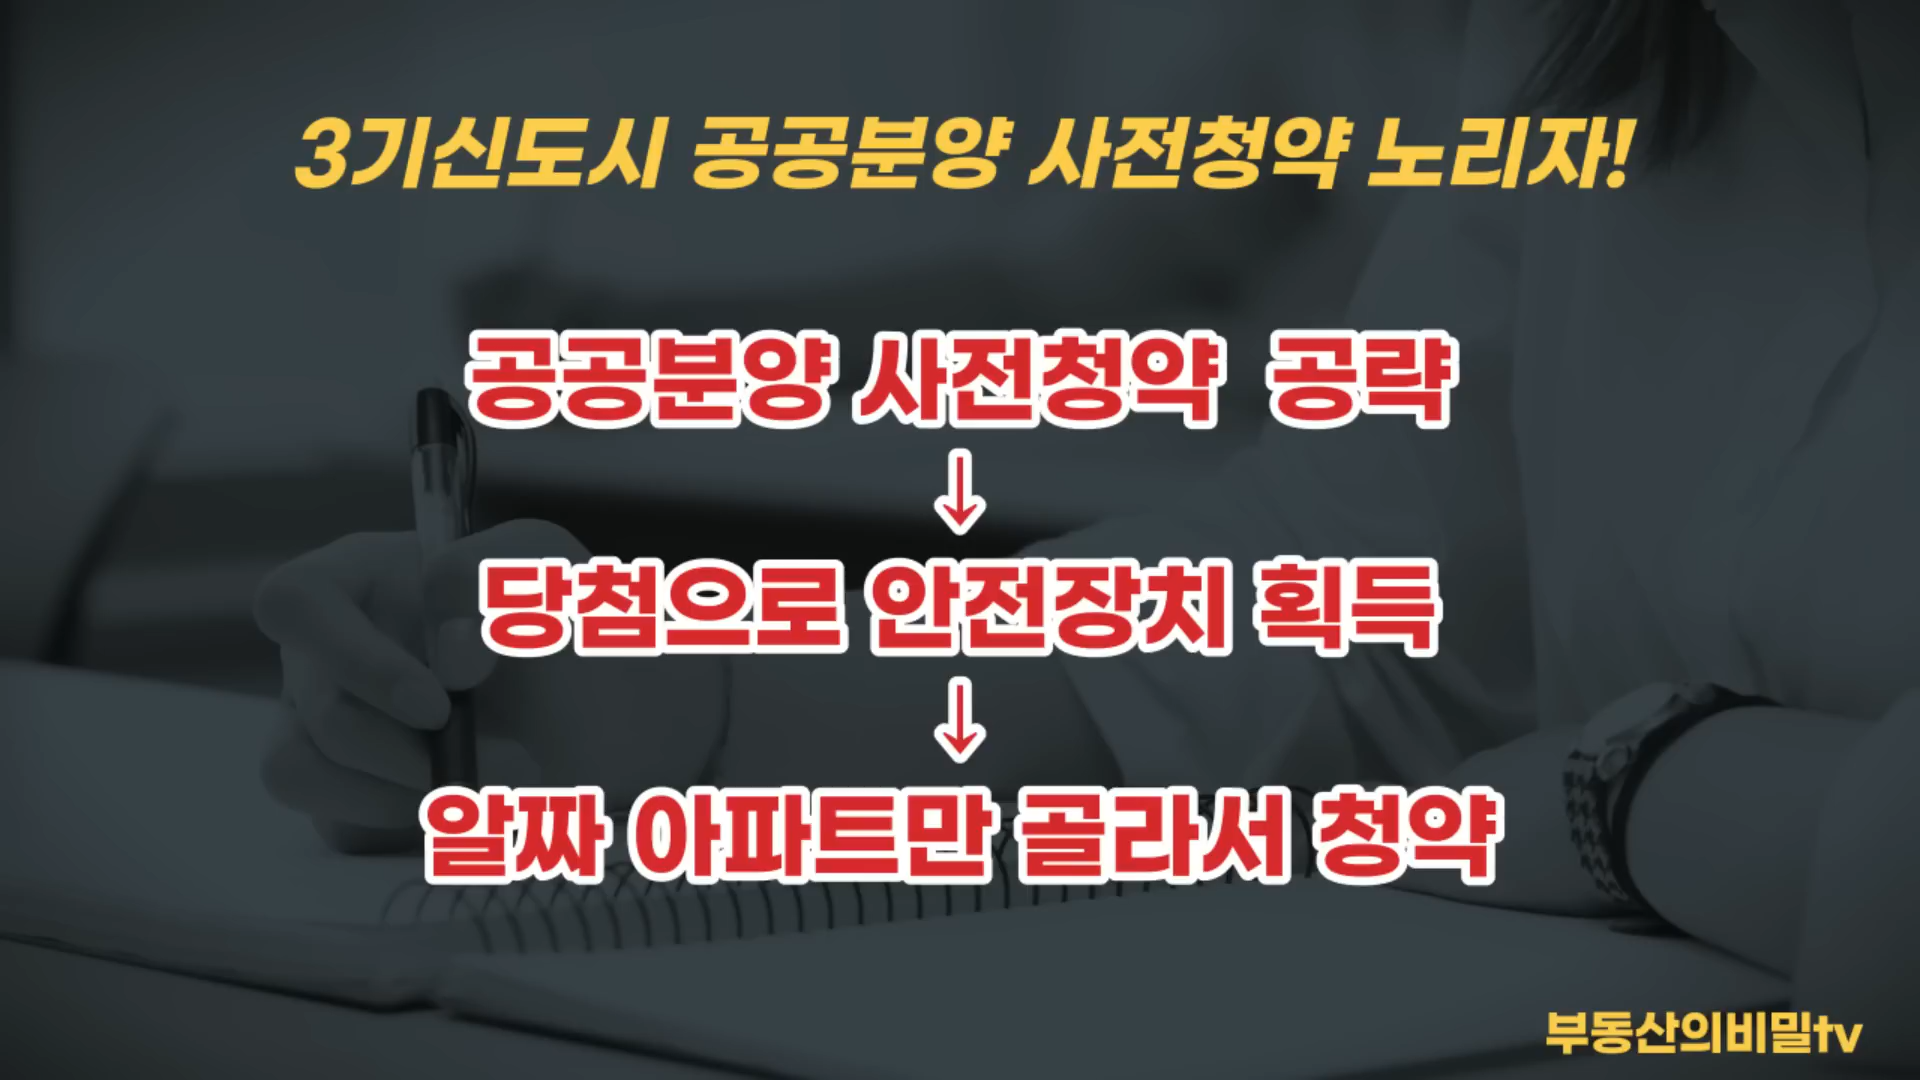 3기신도시 공공분양 사전청약 노리자!
공공분양 사전청약 공략
↓
당첨으로 안전장치 획득
↓
알짜 아파트만 골라서 청약
부동산의비밀tv